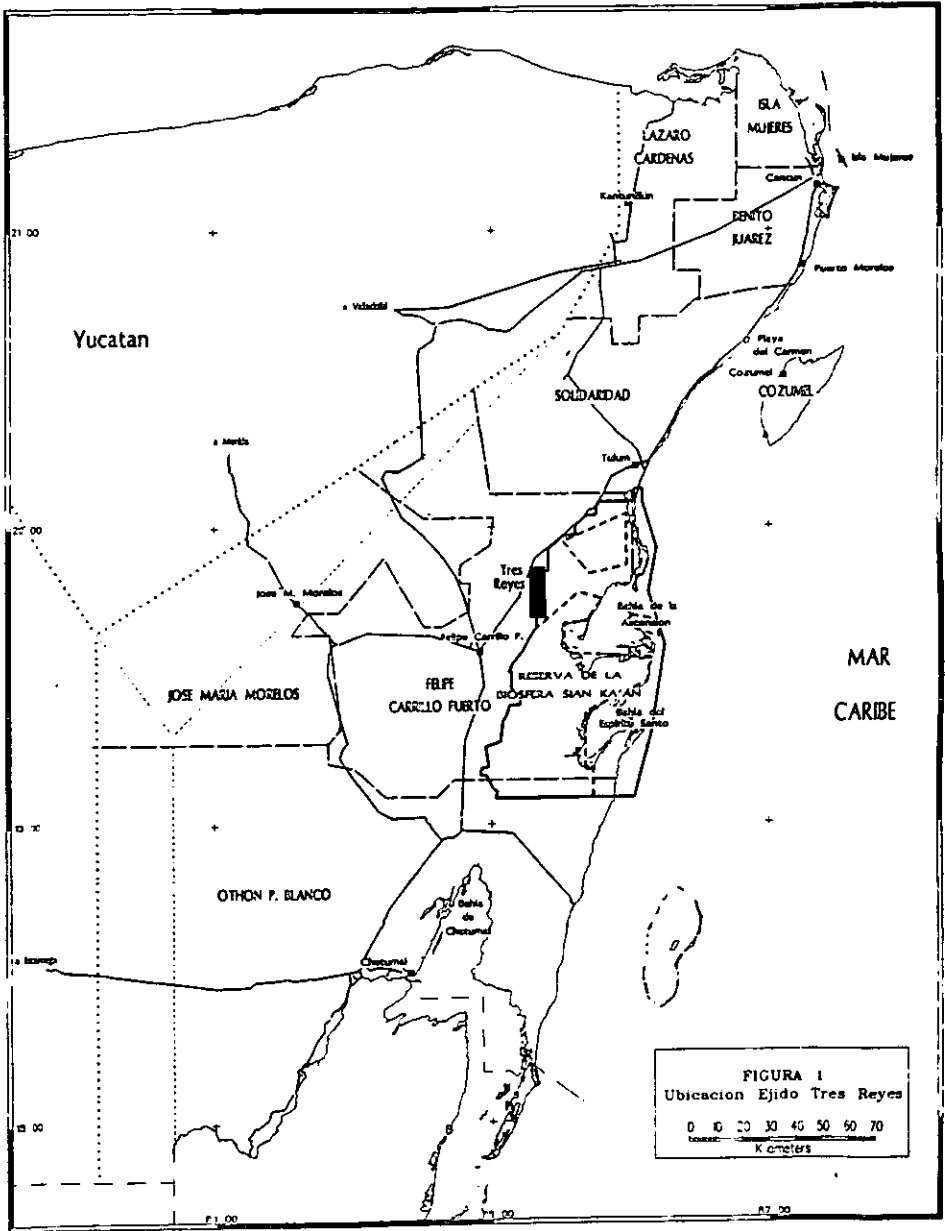 ISLA
MUJERES
LAZARO
CARDENAS
Isla Mujeres
Cancun
Kantunilkin
BENITO
JUAREZ
21 00
Puerto Morelos
a Valladolid
Yucatan
Playa
del Carmen
Cozumel
COZUMEL
SOLIDARIDAD
a Merida
Tulum
Tres
Reyes
Jose M. Morelos
Bahia de la
Ascension
Felipe Carrillo P.
MAR
CARIBE
RESERVA DE LA
BIOSFERA SIAN KA'AN
JOSE MARIA MORELOS
FELIPE
CARRILLO PUERTO
Bahia del
Espiritu Santo
OTHON P. BLANCO
Bahia
de
Chetumal
Chetumal
FIGURA 1
Ubicacion Ejido Tres Reyes
0 10 20 30 40 50 60 70